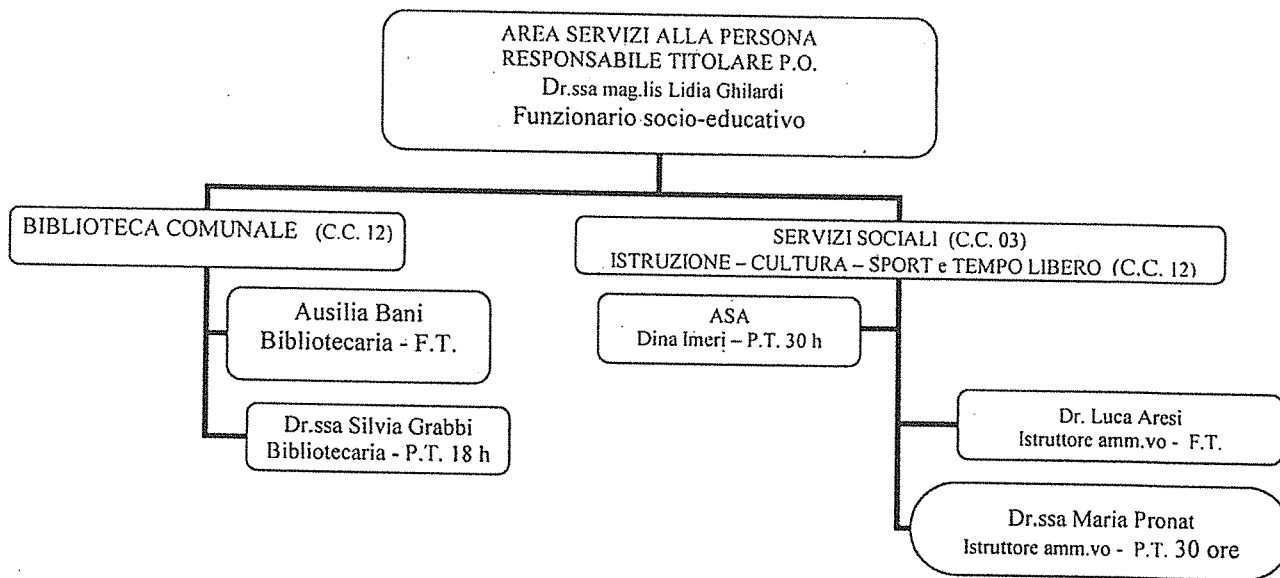 AREA SERVIZI ALLA PERSONA
RESPONSABILE TITOLARE P.O.
Dr.ssa mag.lis Lidia Ghilardi
Funzionario socio-educativo
BIBLIOTECA COMUNALE (C.C. 12)
Ausilia Bani
Bibliotecaria - F.T.
Dr.ssa Silvia Grabbi
Bibliotecaria - P.T. 18 h
SERVIZI SOCIALI (C.C. 03)
ISTRUZIONE – CULTURA – SPORT e TEMPO LIBERO (C.C. 12)
ASA
Dina Imeri – P.T. 30 h
Dr. Luca Aresi
Istruttore amm.vo - F.T.
Dr.ssa Maria Pronat
Istruttore amm.vo - P.T. 30 ore